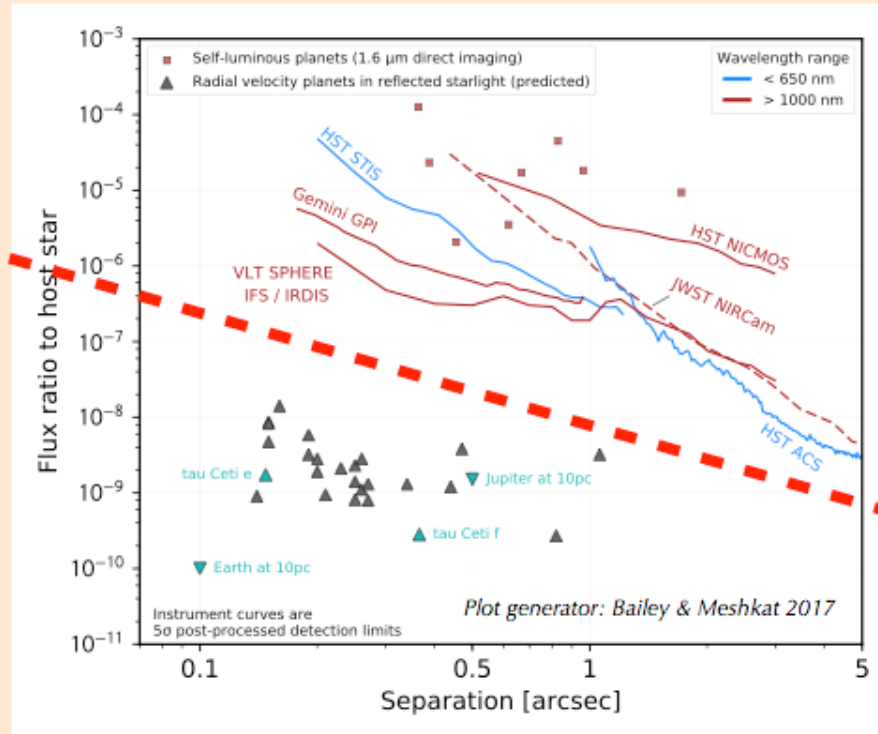 10⁻³
10⁻⁴
10⁻⁵
10⁻⁶
10⁻⁷
10⁻⁸
10⁻⁹
10⁻¹⁰
10⁻¹¹
Flux ratio to host star
Self-luminous planets (1.6 μm direct imaging)
Radial velocity planets in reflected starlight (predicted)
Wavelength range
< 650 nm
> 1000 nm
HST STIS
Gemini GPI
VLT SPHERE
IFS / IRDIS
HST NICMOS
JWST NIRCam
HST ACS
tau Ceti e
Jupiter at 10pc
tau Ceti f
Earth at 10pc
Instrument curves are
5σ post-processed detection limits
Plot generator: Bailey & Meshkat 2017
0.1
0.5
1
5
Separation [arcsec]